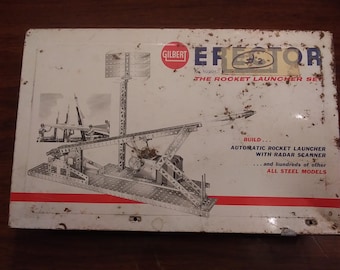 GILBERT
ERECTOR
THE ROCKET LAUNCHER SET
BUILD...
AUTOMATIC ROCKET LAUNCHER
WITH RADAR SCANNER
...and hundreds of other
ALL STEEL MODELS